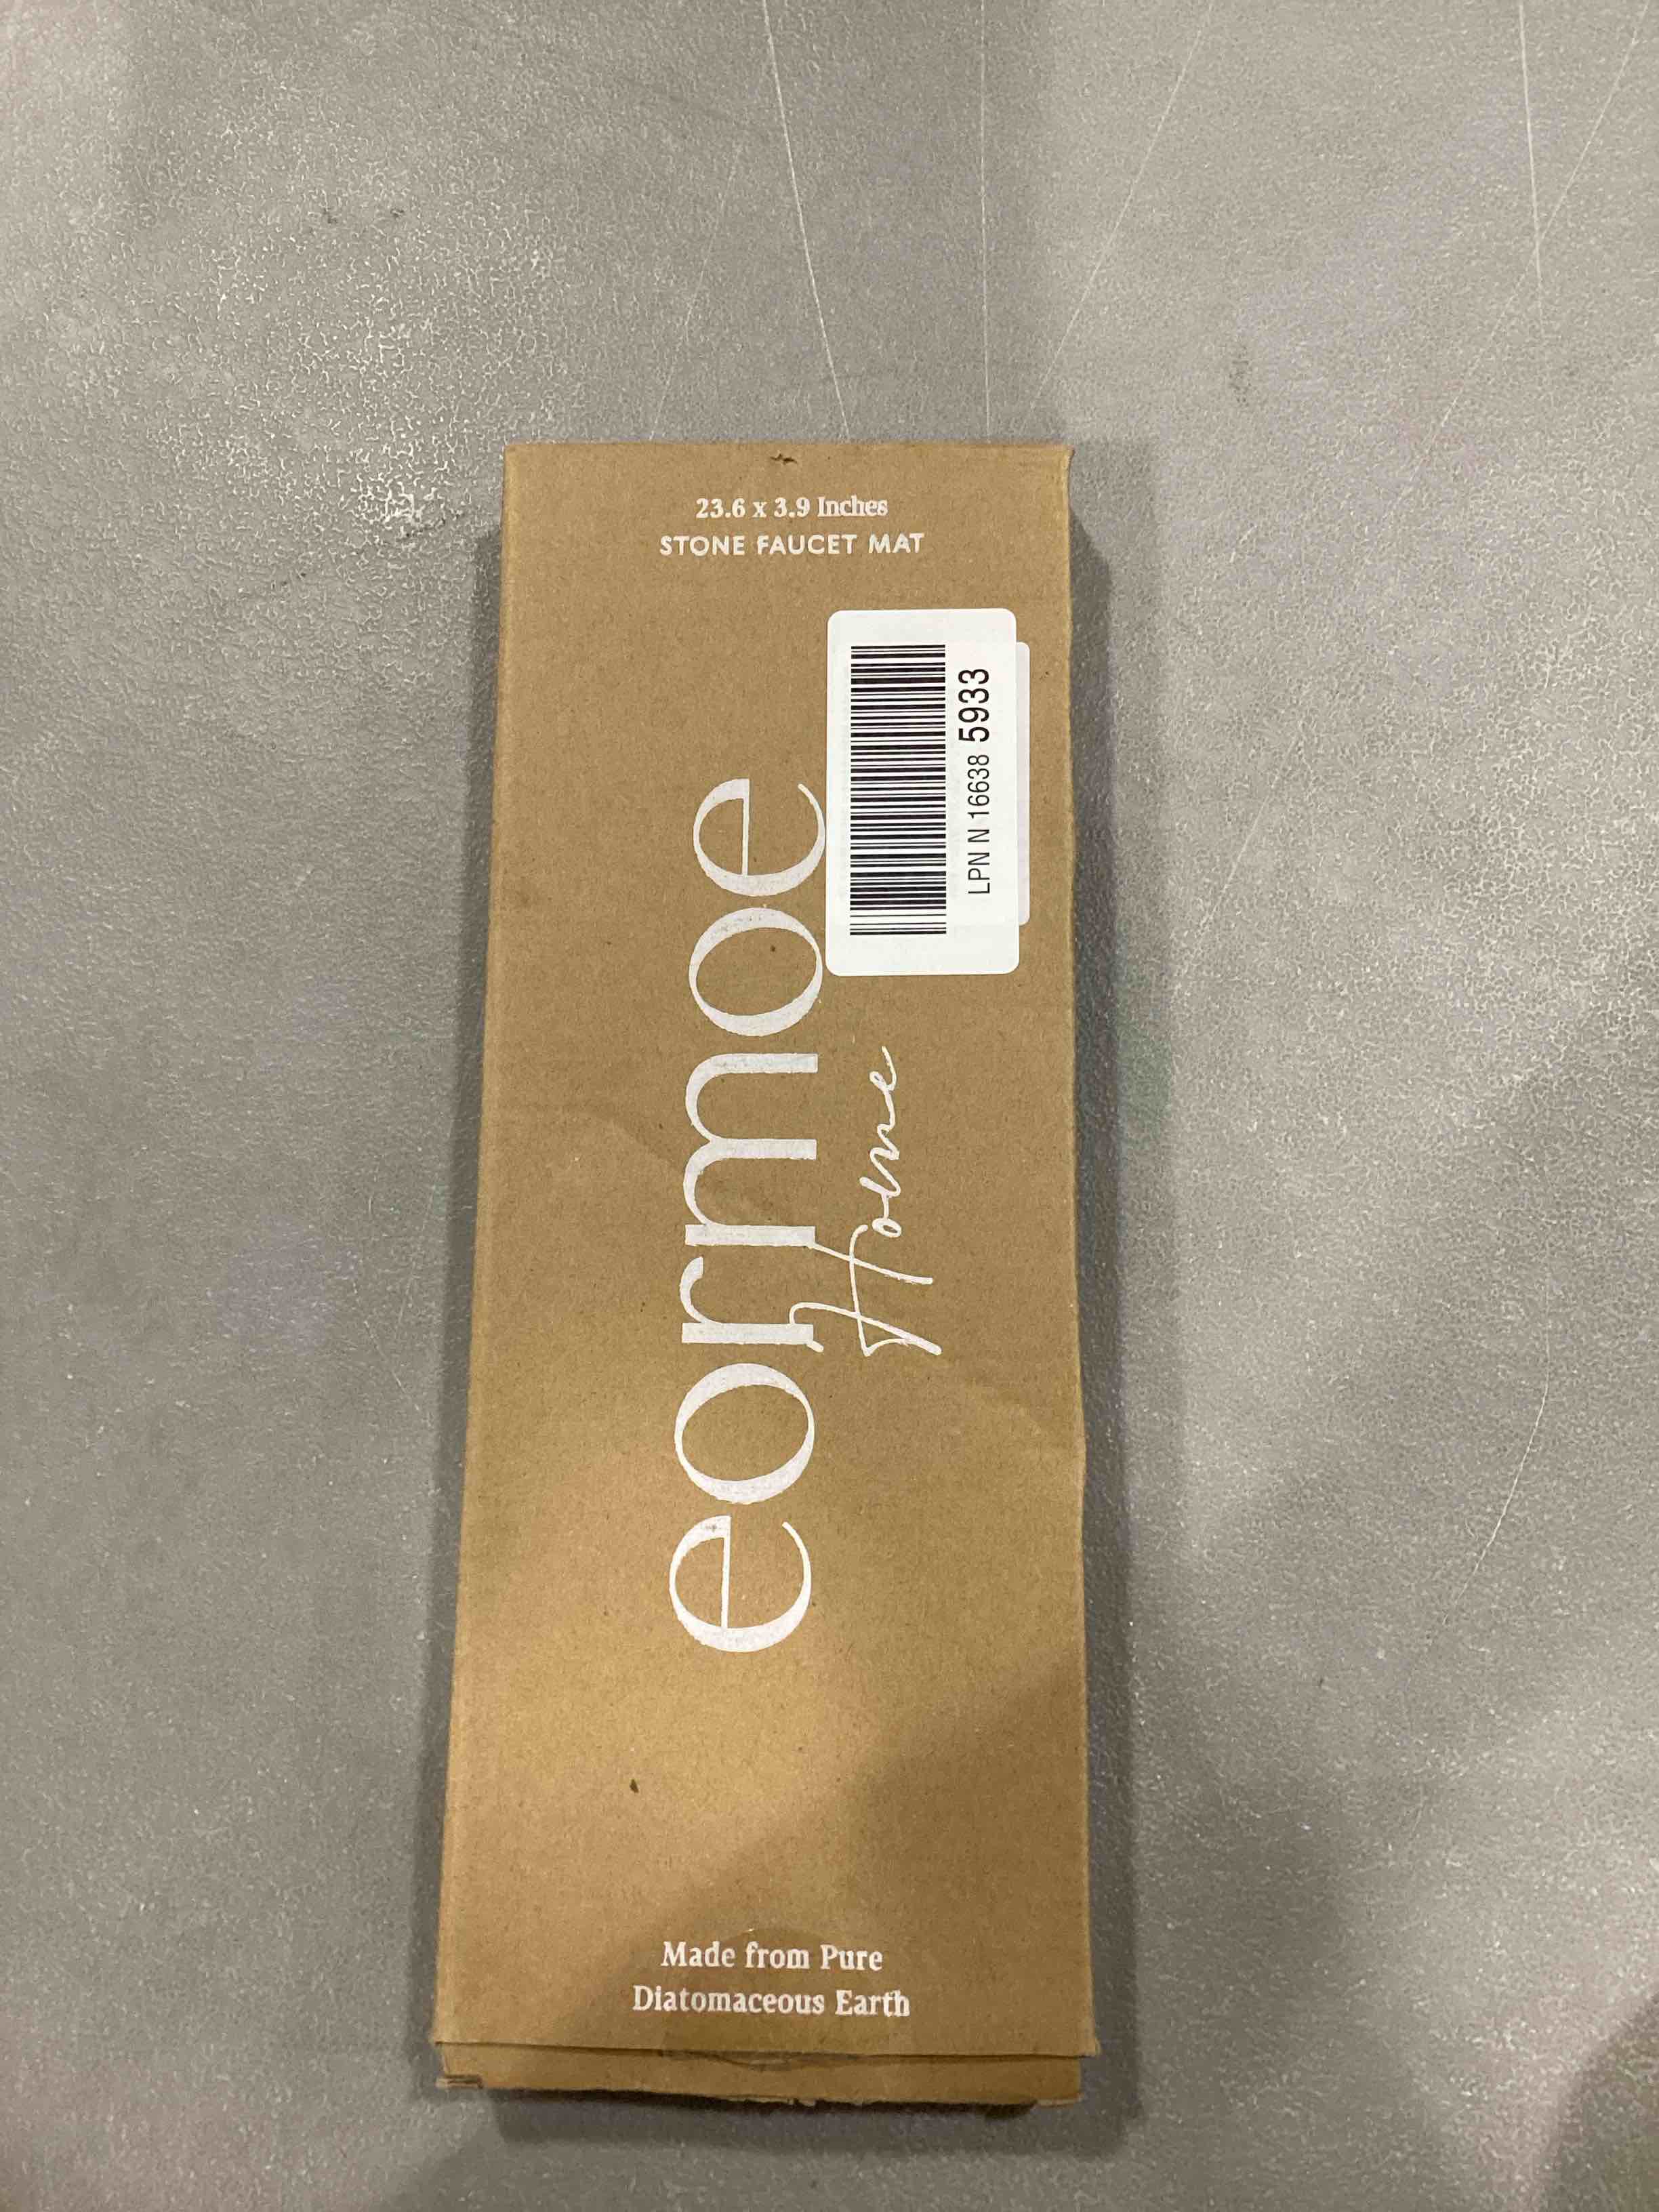 23.6 x 3.9 Inches
STONE FAUCET MAT
LPN N 16638 5933
eormoe
Home
Made from Pure
Diatomaceous Earth